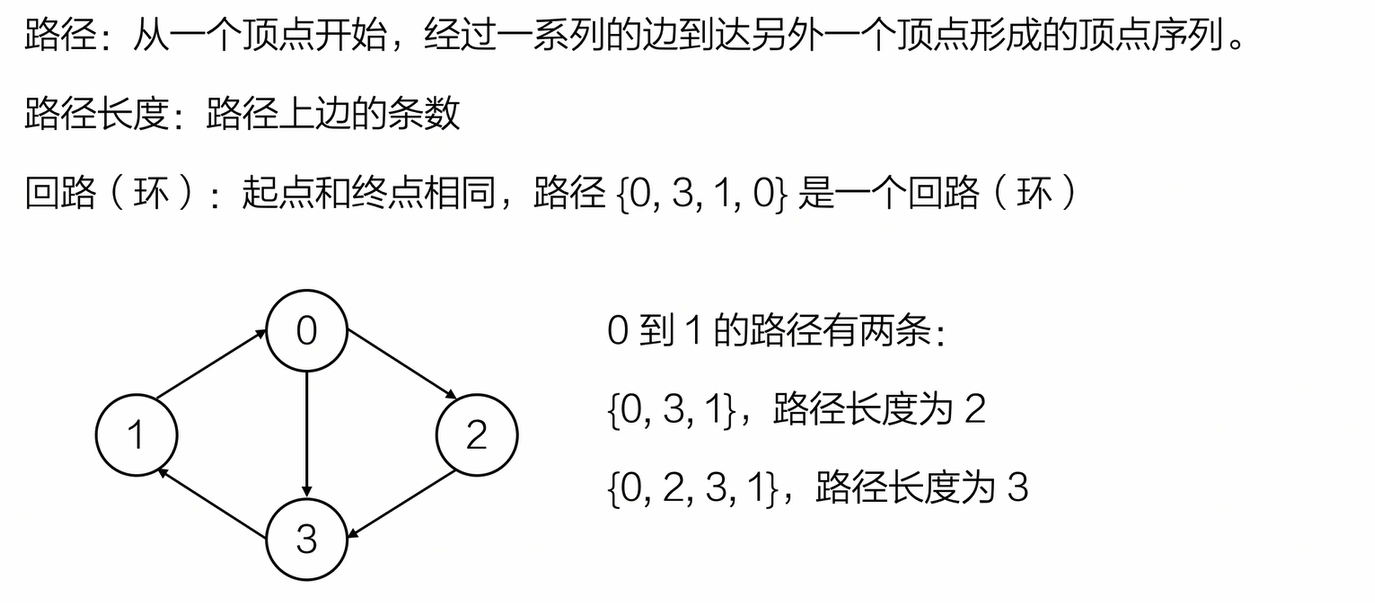 路径：从一个顶点开始，经过一系列的边到达另外一个顶点形成的顶点序列。
路径长度：路径上边的条数
回路（环）：起点和终点相同，路径 {0, 3, 1, 0} 是一个回路（环）
0
1
2
3
0 到 1 的路径有两条：
{0, 3, 1}，路径长度为 2
{0, 2, 3, 1}，路径长度为 3